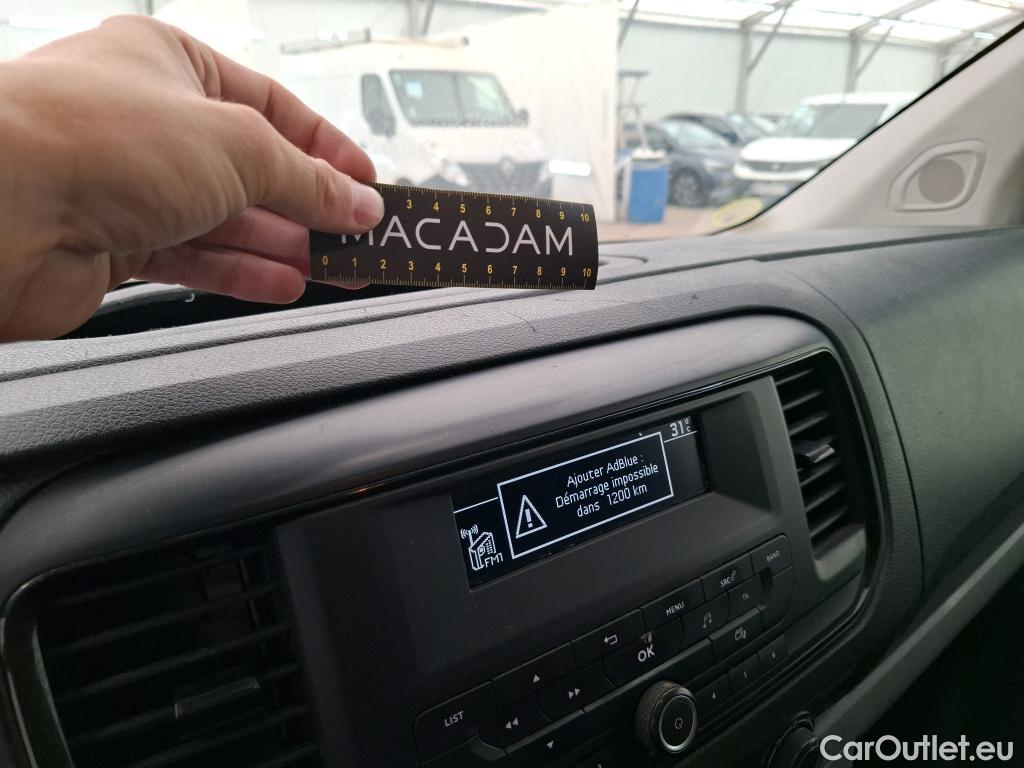 3 4 5 6 7 8 9 10
MACADAM
0 1 2 3 4 5 6 7 8 9 10
31°C
Ajouter AdBlue :
Démarrage impossible
dans 1200 km
FM1
BAND
SRC
MENU
TA
OK
LIST
CarOutlet.eu